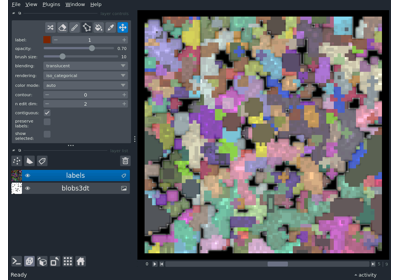 File View Plugins Window Help
label: 1
opacity: 0.70
brush size: 10
blending: translucent
rendering: iso_categorical
color mode: auto
contour: 0
n edit dim: 2
contiguous:
preserve labels:
show selected:
labels
blobs3dt
Ready
activity